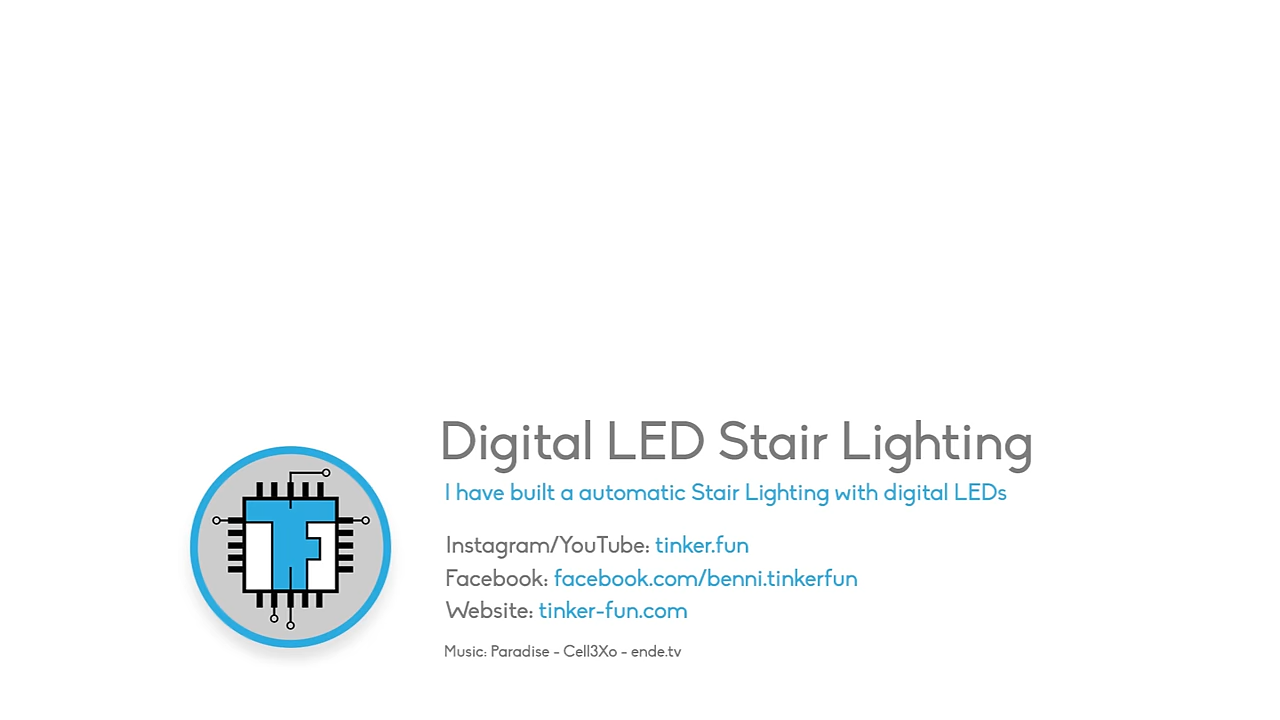 Digital LED Stair Lighting
I have built a automatic Stair Lighting with digital LEDs
Instagram/YouTube: tinker.fun
Facebook: facebook.com/benni.tinkerfun
Website: tinker-fun.com
Music: Paradise - Cell3Xo - ende.tv
TF